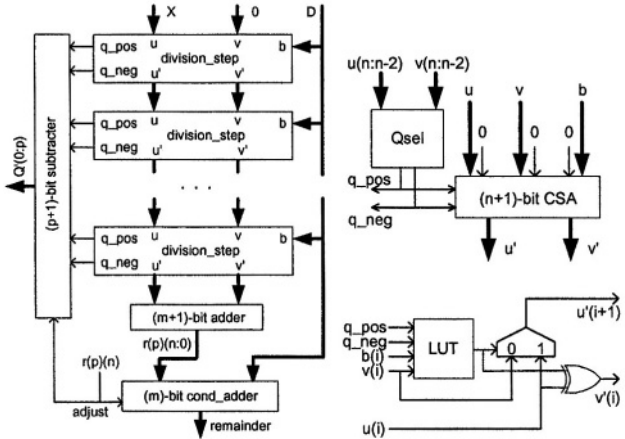 X 0 D
q_pos u v b
division_step
q_neg u' v'
q_pos u v b
division_step
q_neg u' v'
. . .
q_pos u v b
division_step
q_neg u' v'
Q'(0:p)
(p+1)-bit subtracter
(m+1)-bit adder
r(p)(n:0)
r(p)(n)
(m)-bit cond_adder
adjust
remainder
u(n:n-2) v(n:n-2)
u v b
Qsel
0 0 0
q_pos
(n+1)-bit CSA
q_neg
u' v'
u'(i+1)
q_pos
q_neg
b(i)
v(i)
LUT
0 1
v'(i)
u(i)